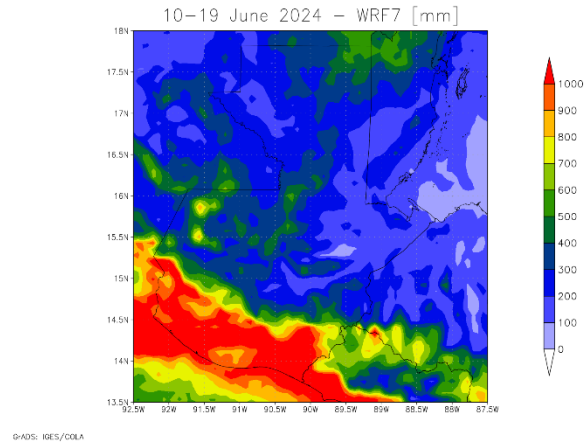 10-19 June 2024 - WRF7 [mm]
18N
17.5N
17N
16.5N
16N
15.5N
15N
14.5N
14N
13.5N
92.5W 92W 91.5W 91W 90.5W 90W 89.5W 89W 88.5W 88W 87.5W
1000
900
800
700
600
500
400
300
200
100
0
GrADS: IGES/COLA